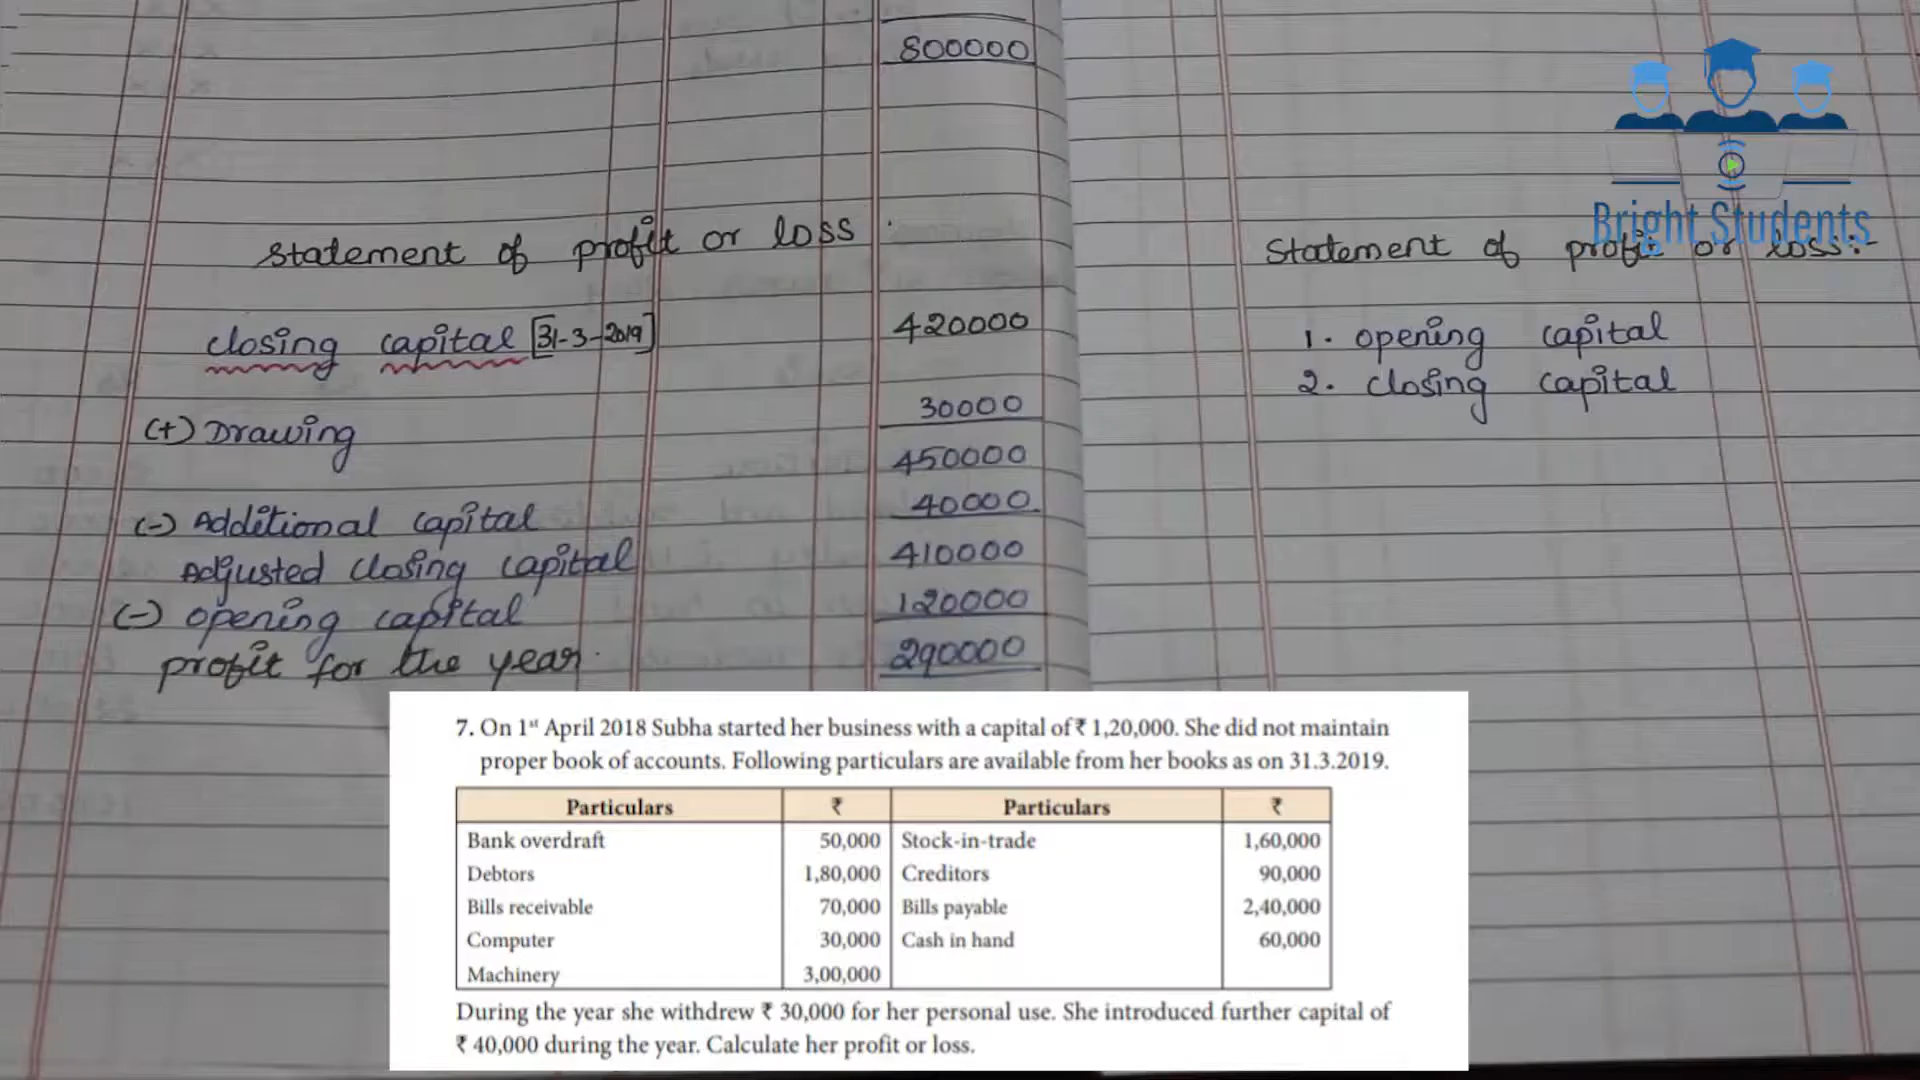 800000
Bright Students
Statement of profit or loss
closing capital [31-3-2019] 420000
(+) Drawing 30000
450000
(-) Additional capital 40000
Adjusted closing capital 410000
(-) opening capital 120000
profit for the year 290000
Statement of profit or loss:-
1. opening capital
2. closing capital
7. On 1st April 2018 Subha started her business with a capital of ₹ 1,20,000. She did not maintain
proper book of accounts. Following particulars are available from her books as on 31.3.2019.
Particulars ₹ Particulars ₹
Bank overdraft 50,000 Stock-in-trade 1,60,000
Debtors 1,80,000 Creditors 90,000
Bills receivable 70,000 Bills payable 2,40,000
Computer 30,000 Cash in hand 60,000
Machinery 3,00,000
During the year she withdrew ₹ 30,000 for her personal use. She introduced further capital of
₹ 40,000 during the year. Calculate her profit or loss.